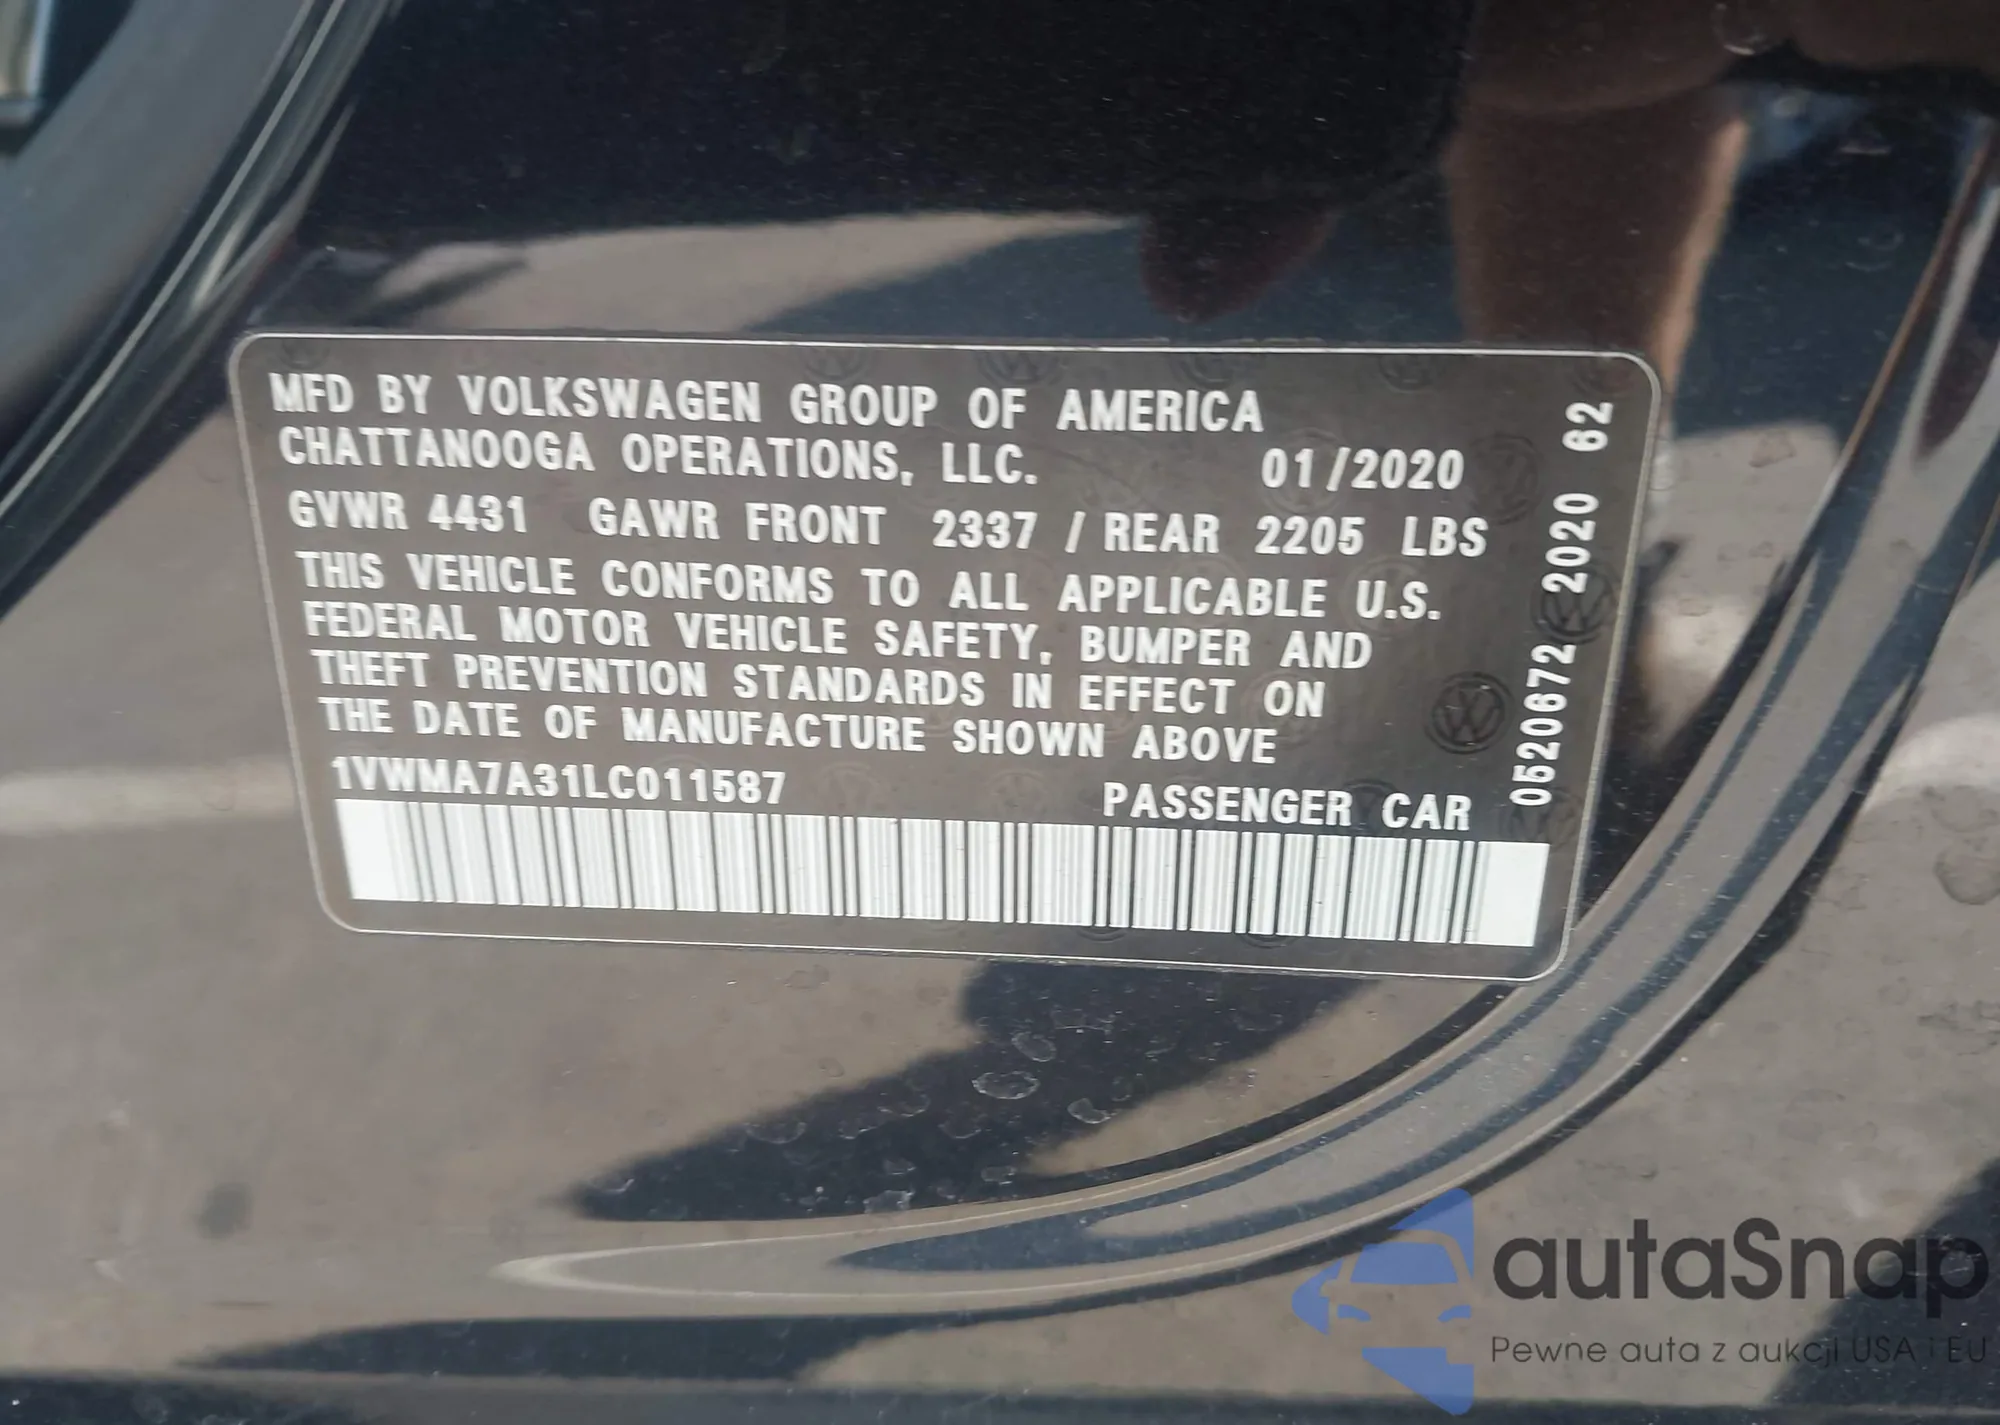 MFD BY VOLKSWAGEN GROUP OF AMERICA
CHATTANOOGA OPERATIONS, LLC. 01/2020
GVWR 4431 GAWR FRONT 2337 / REAR 2205 LBS
THIS VEHICLE CONFORMS TO ALL APPLICABLE U.S.
FEDERAL MOTOR VEHICLE SAFETY, BUMPER AND
THEFT PREVENTION STANDARDS IN EFFECT ON
THE DATE OF MANUFACTURE SHOWN ABOVE
1VWMA7A31LC011587 PASSENGER CAR
0520672 2020 62
autaSnap
Pewne auta z aukcji USA i EU